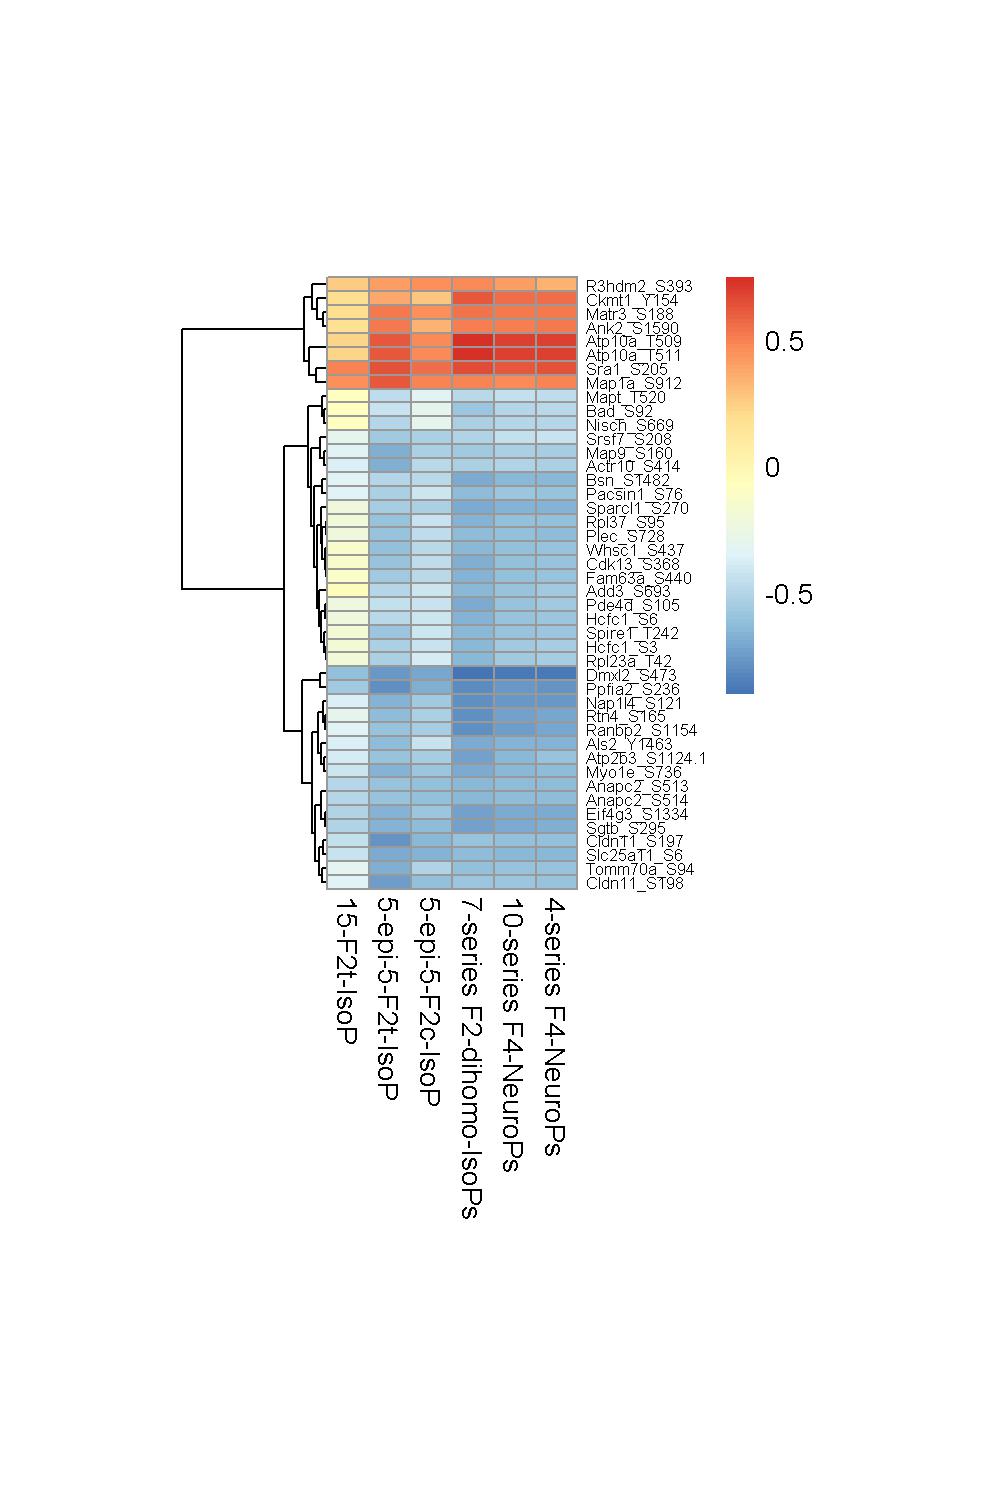 R3hdm2_S393
Ckmt1_Y154
Matr3_S188
Ank2_S1590
Atp10a_T509
Atp10a_T511
Sra1_S205
Map1a_S912
Mapt_T520
Bad_S92
Nisch_S669
Srsf7_S208
Map9_S160
Actr10_S414
Bsn_S1482
Pacsin1_S76
Sparcl1_S270
Rpl37_S95
Plec_S728
Whsc1_S437
Cdk13_S368
Fam63a_S440
Add3_S693
Pde4d_S105
Hcfc1_S6
Spire1_T242
Hcfc1_S3
Rpl23a_T42
Dmxl2_S473
Ppfia2_S236
Nap1l4_S121
Rtn4_S165
Ranbp2_S1154
Als2_Y1463
Atp2b3_S1124.1
Myo1e_S736
Anapc2_S513
Anapc2_S514
Eif4g3_S1334
Sgtb_S295
Cldn11_S197
Slc25a11_S6
Tomm70a_S94
Cldn11_S198
0.5
0
-0.5
15-F2t-IsoP
5-epi-5-F2t-IsoP
5-epi-5-F2c-IsoP
7-series F2-dihomo-IsoPs
10-series F4-NeuroPs
4-series F4-NeuroPs